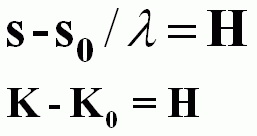 s - s₀ / λ = H
K - K₀ = H